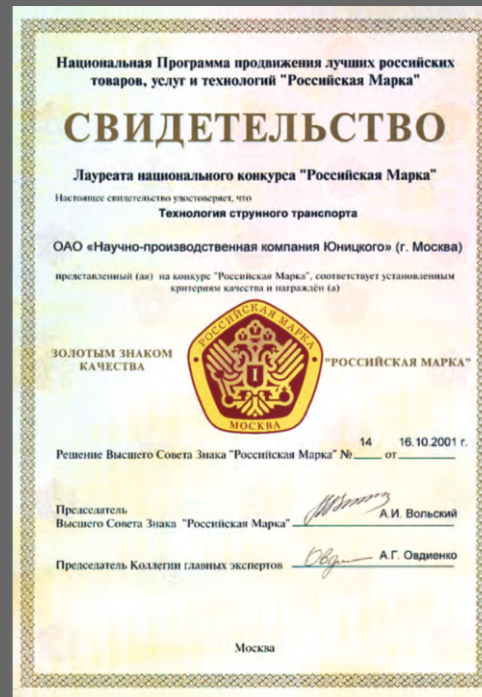 Национальная Программа продвижения лучших российских
товаров, услуг и технологий "Российская Марка"
СВИДЕТЕЛЬСТВО
Лауреата национального конкурса "Российская Марка"
Настоящее свидетельство удостоверяет, что
Технология струнного транспорта
ОАО «Научно-производственная компания Юницкого» (г. Москва)
представленный (ая) на конкурс "Российская Марка", соответствует установленным
критериям качества и награждён (а)
ЗОЛОТЫМ ЗНАКОМ
КАЧЕСТВА
РОССИЙСКАЯ МАРКА
МОСКВА
"РОССИЙСКАЯ МАРКА"
Решение Высшего Совета Знака "Российская Марка" № 14 от 16.10.2001 г.
Председатель
Высшего Совета Знака "Российская Марка" А.И. Вольский
Председатель Коллегии главных экспертов А.Г. Овдиенко
Москва